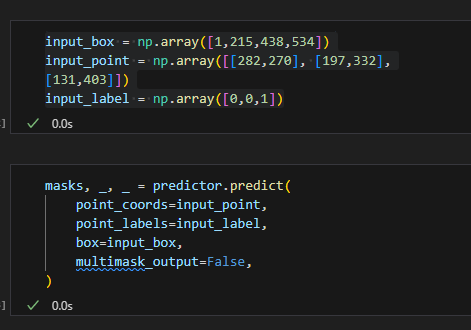 input_box = np.array([1,215,438,534])
input_point = np.array([[282,270], [197,332],
[131,403]])
input_label = np.array([0,0,1])
] ✓ 0.0s
masks, _, _ = predictor.predict(
    point_coords=input_point,
    point_labels=input_label,
    box=input_box,
    multimask_output=False,
)
] ✓ 0.0s